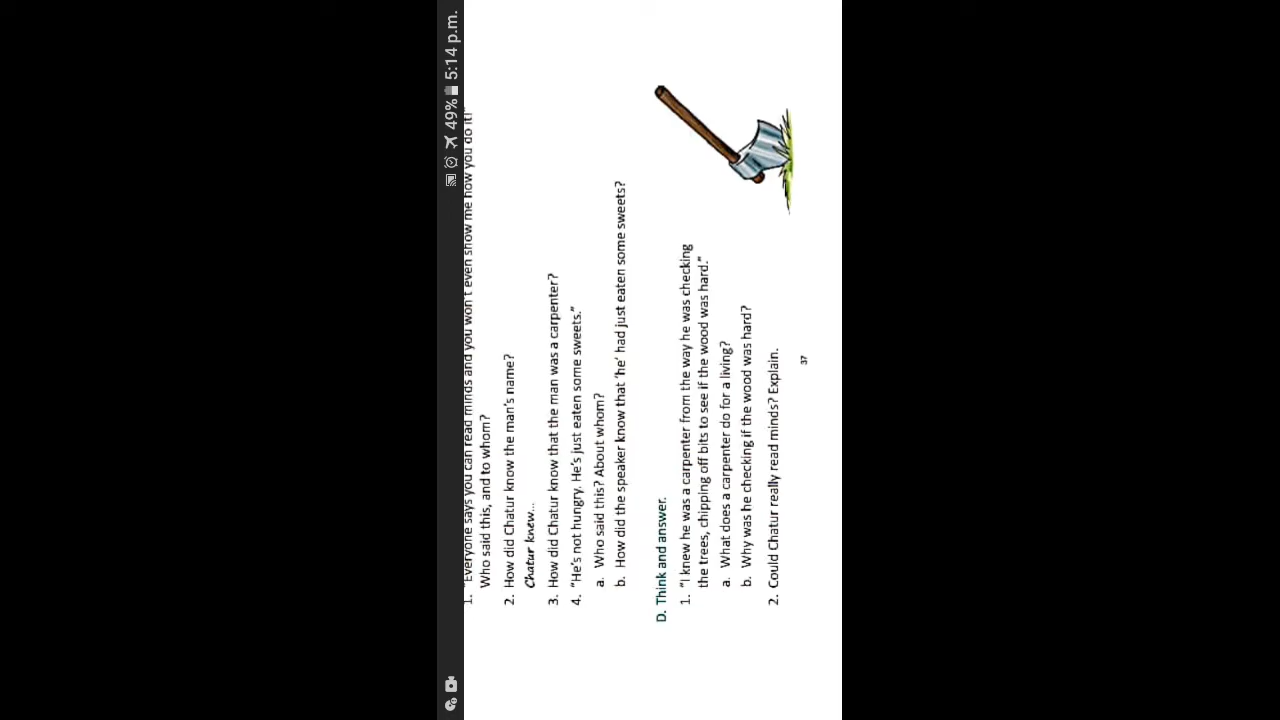 49% 5:14 p.m.
1. "Everyone says you can read minds and you won't even show me how you do it!"
Who said this, and to whom?
2. How did Chatur know the man's name?
Chatur knew...
3. How did Chatur know that the man was a carpenter?
4. "He's not hungry. He's just eaten some sweets."
a. Who said this? About whom?
b. How did the speaker know that 'he' had just eaten some sweets?
D. Think and answer.
1. "I knew he was a carpenter from the way he was checking
the trees, chipping off bits to see if the wood was hard."
a. What does a carpenter do for a living?
b. Why was he checking if the wood was hard?
2. Could Chatur really read minds? Explain.
37